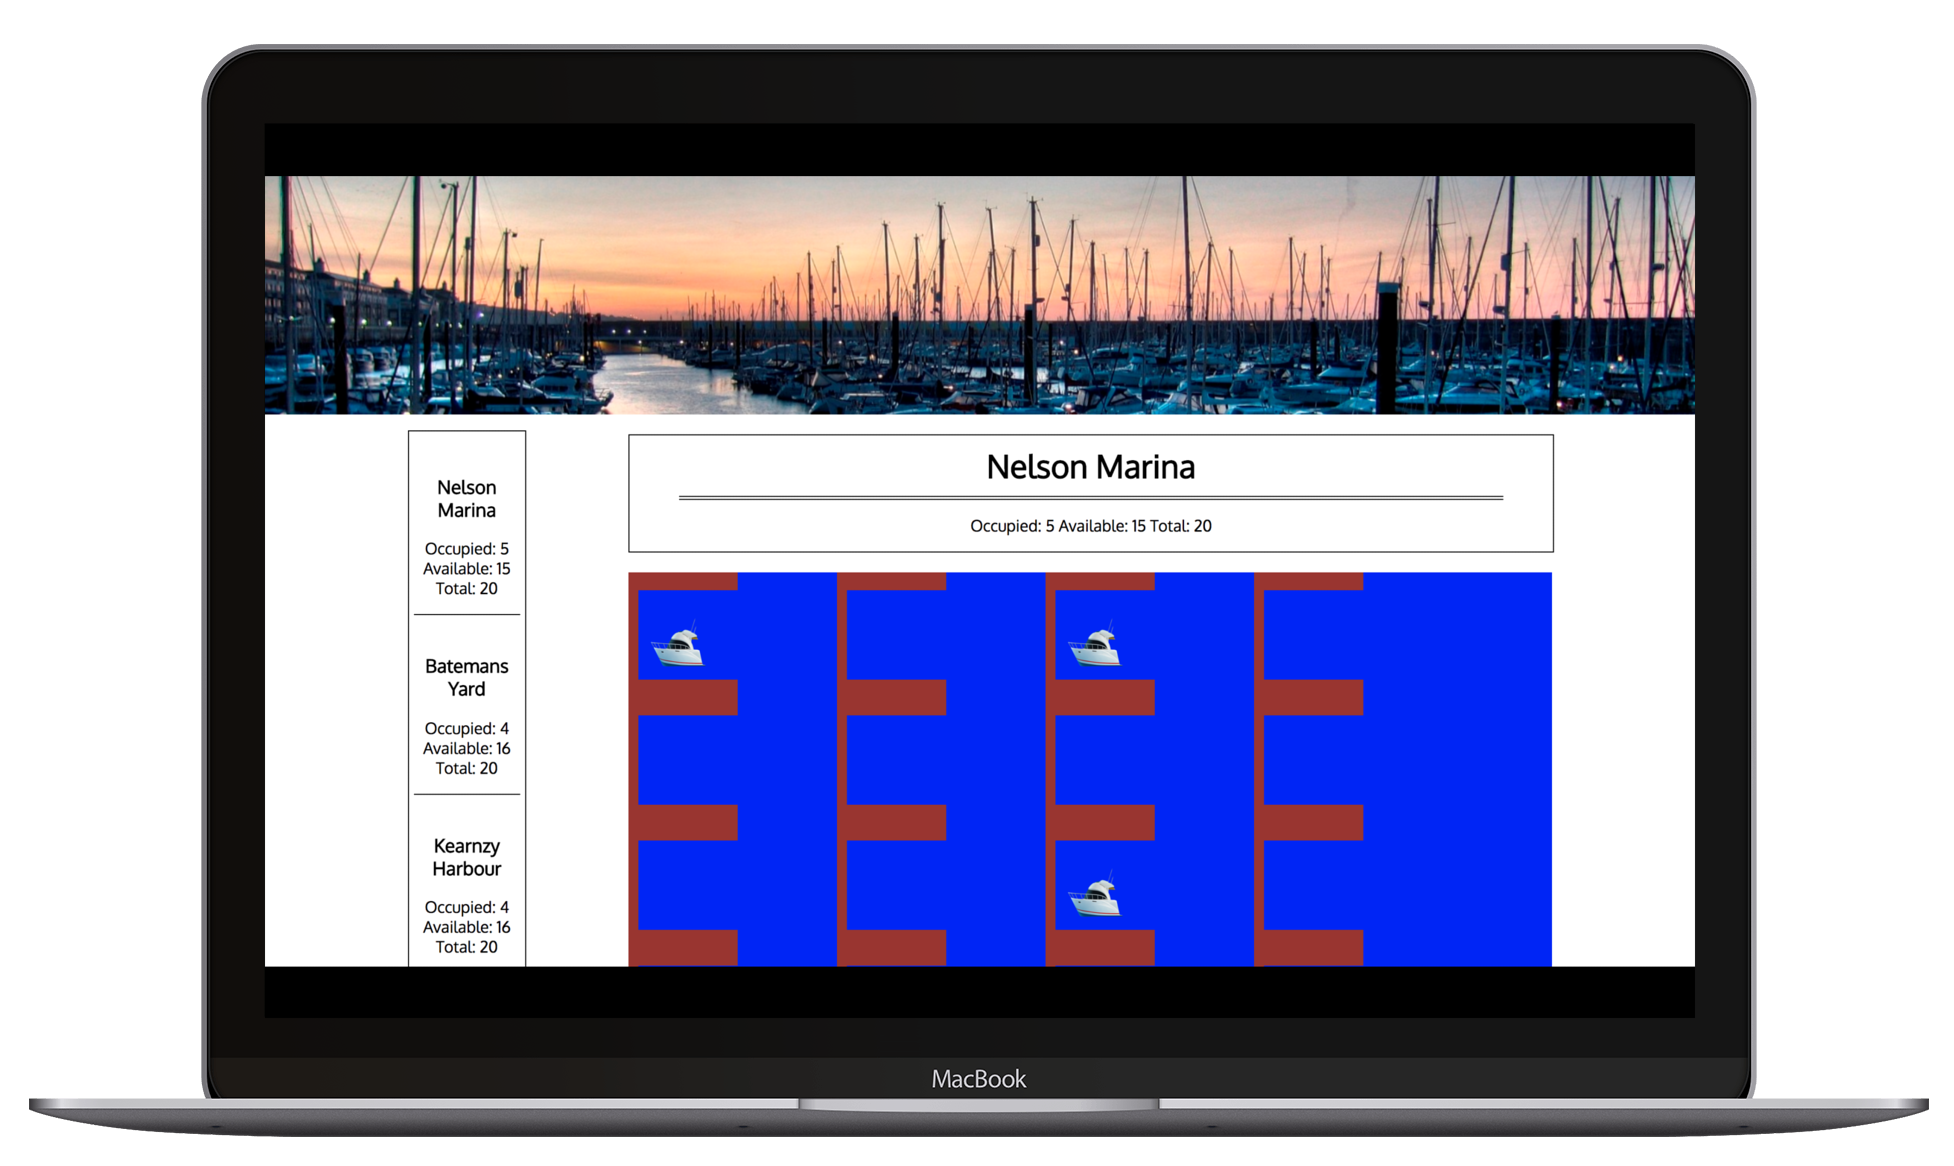 Nelson
Marina
Occupied: 5
Available: 15
Total: 20
Batemans
Yard
Occupied: 4
Available: 16
Total: 20
Kearnzy
Harbour
Occupied: 4
Available: 16
Total: 20
Nelson Marina
Occupied: 5 Available: 15 Total: 20
MacBook